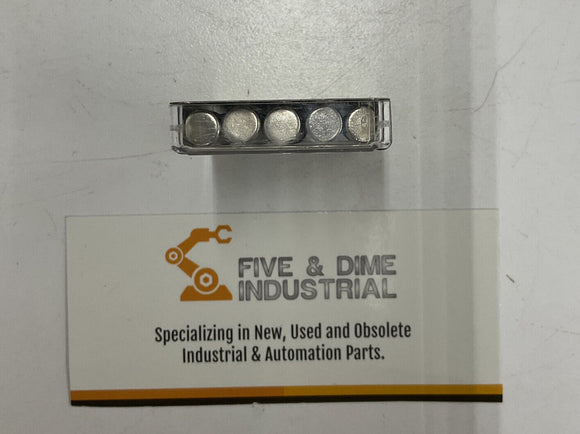 FIVE & DIME
INDUSTRIAL
Specializing in New, Used and Obsolete
Industrial & Automation Parts.